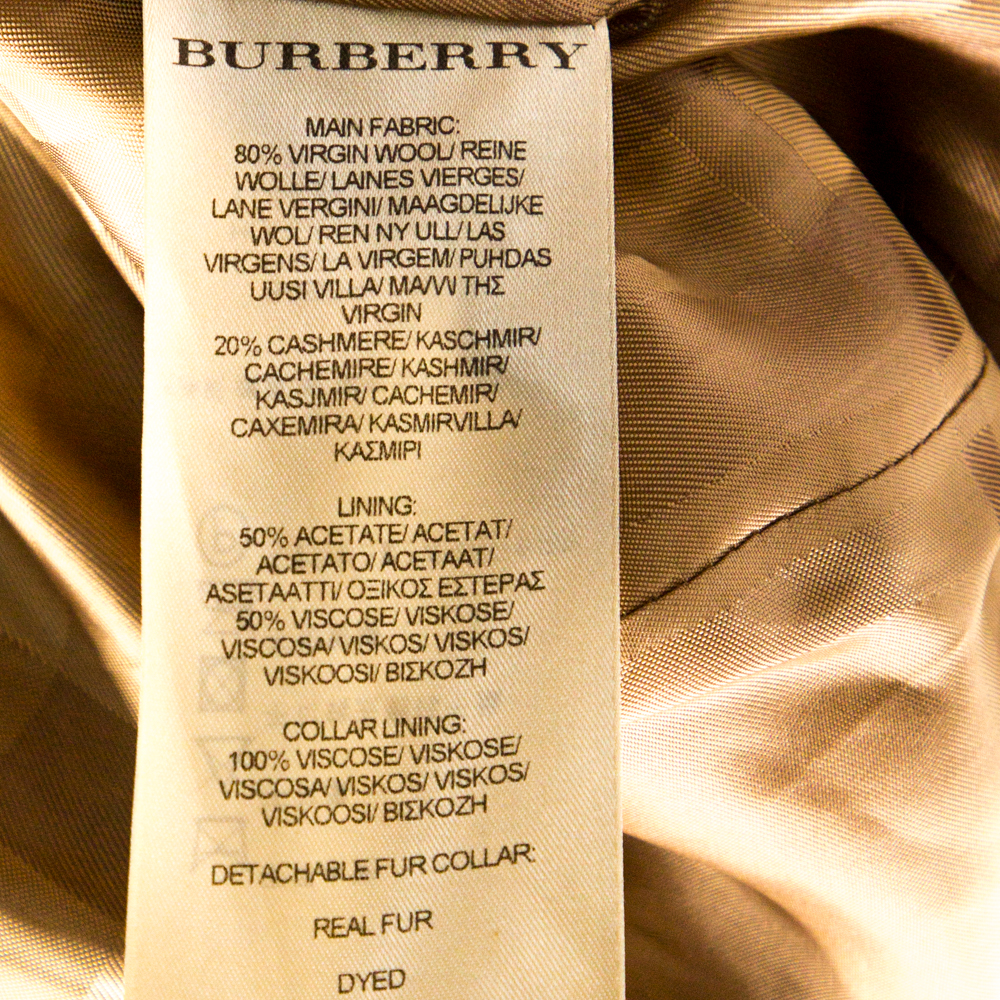 BURBERRY
MAIN FABRIC:
80% VIRGIN WOOL/ REINE
WOLLE/ LAINES VIERGES/
LANE VERGINI/ MAAGDELIJKE
WOL/ REN NY ULL/ LAS
VIRGENS/ LA VIRGEM/ PUHDAS
UUSI VILLA/ ΜΑΛΛΙ ΤΗΣ
VIRGIN
20% CASHMERE/ KASCHMIR/
CACHEMIRE/ KASHMIR/
KASJMIR/ CACHEMIR/
CAXEMIRA/ KASMIRVILLA/
ΚΑΣΜΙΡΙ
LINING:
50% ACETATE/ ACETAT/
ACETATO/ ACETAAT/
ASETAATTI/ ΟΞΙΚΟΣ ΕΣΤΕΡΑΣ
50% VISCOSE/ VISKOSE/
VISCOSA/ VISKOS/ VISKOS/
VISKOOSI/ ΒΙΣΚΟΖΗ
COLLAR LINING:
100% VISCOSE/ VISKOSE/
VISCOSA/ VISKOS/ VISKOS/
VISKOOSI/ ΒΙΣΚΟΖΗ
DETACHABLE FUR COLLAR:
REAL FUR
DYED